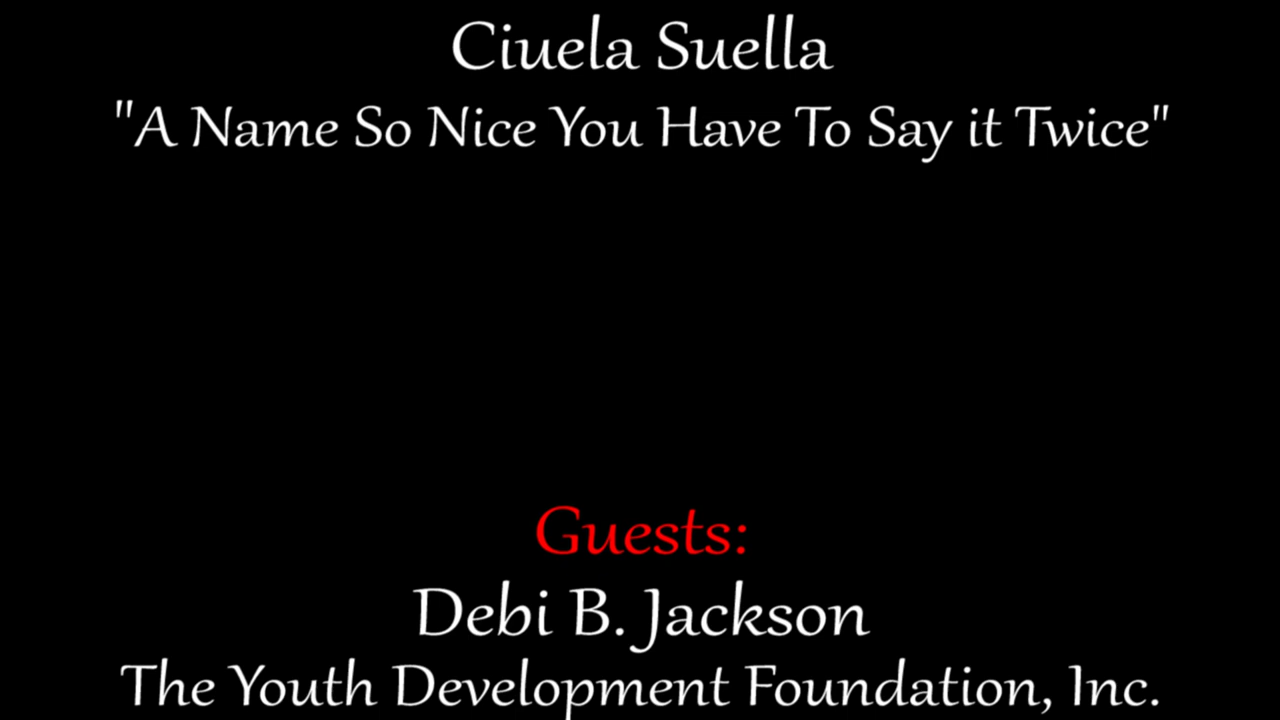 Ciuela Suella
"A Name So Nice You Have To Say it Twice"
Guests:
Debi B. Jackson
The Youth Development Foundation, Inc.